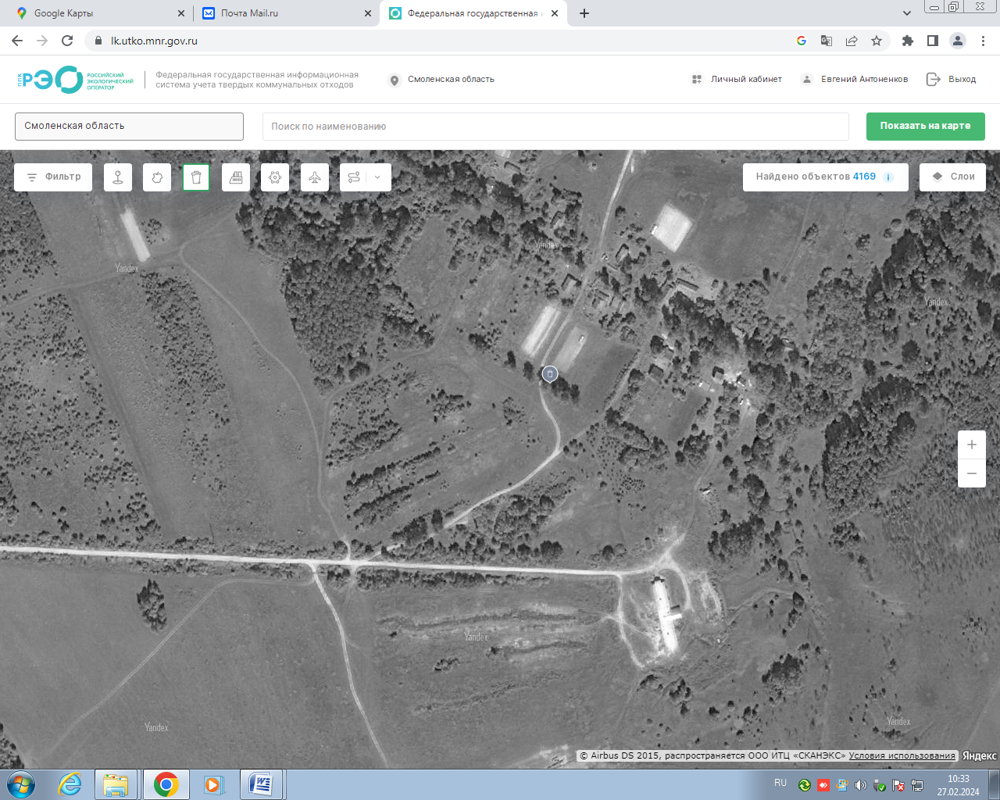 Google Карты
Почта Mail.ru
Федеральная государственная и
lk.utko.mnr.gov.ru
ППК РЭО РОССИЙСКИЙ ЭКОЛОГИЧЕСКИЙ ОПЕРАТОР
Федеральная государственная информационная
система учета твердых коммунальных отходов
Смоленская область
Личный кабинет
Евгений Антоненков
Выход
Смоленская область
Поиск по наименованию
Показать на карте
Фильтр
Найдено объектов 4169 i
Слои
Yandex
Yandex
Yandex
Yandex
Yandex
Yandex
© Airbus DS 2015, распространяется ООО ИТЦ «СКАНЭКС» Условия использования Яндекс
RU
10:33
27.02.2024